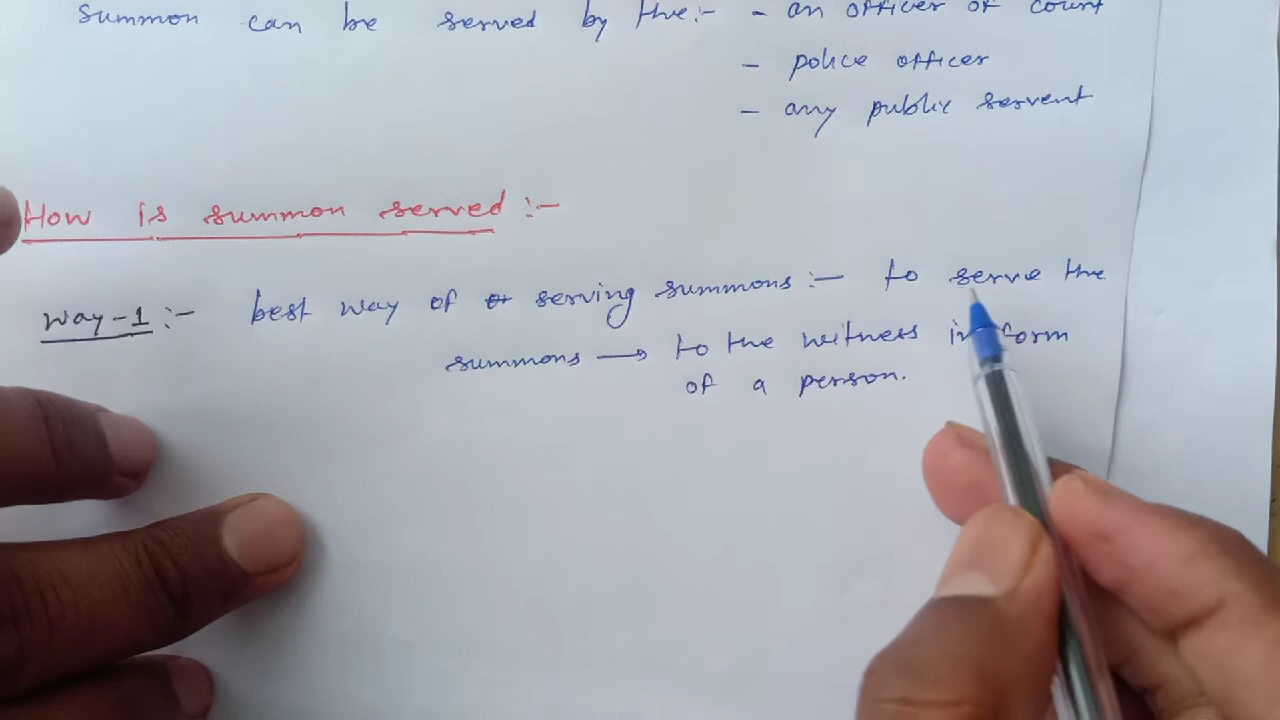 summon can be served by the:- - an officer of court
- police officer
- any public servent
How is summon served :-
Way-1 :- best way of serving summons :- to serve the
summons → to the witness in form
of a person.